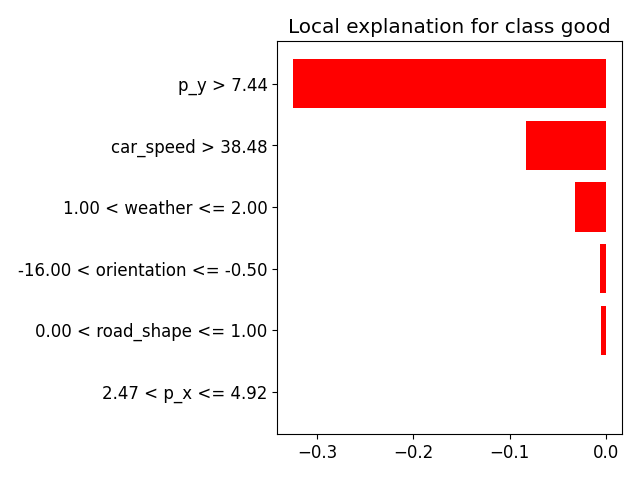 Local explanation for class good
p_y > 7.44
car_speed > 38.48
1.00 < weather <= 2.00
-16.00 < orientation <= -0.50
0.00 < road_shape <= 1.00
2.47 < p_x <= 4.92
−0.3 −0.2 −0.1 0.0